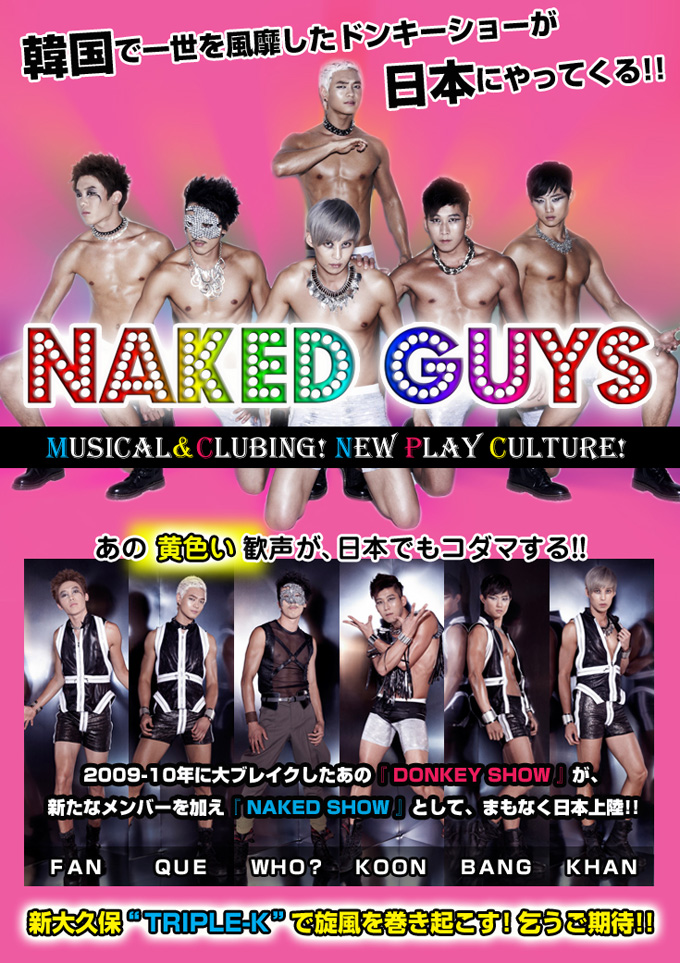 韓国で一世を風靡したドンキーショーが
日本にやってくる!!
NAKED GUYS
MUSICAL&CLUBING! NEW PLAY CULTURE!
あの 黄色い 歓声が、日本でもコダマする!!
2009-10年に大ブレイクしたあの『 DONKEY SHOW 』が、
新たなメンバーを加え『 NAKED SHOW 』として、まもなく日本上陸!!
FAN QUE WHO? KOON BANG KHAN
新大久保“TRIPLE-K”で旋風を巻き起こす! 乞うご期待!!